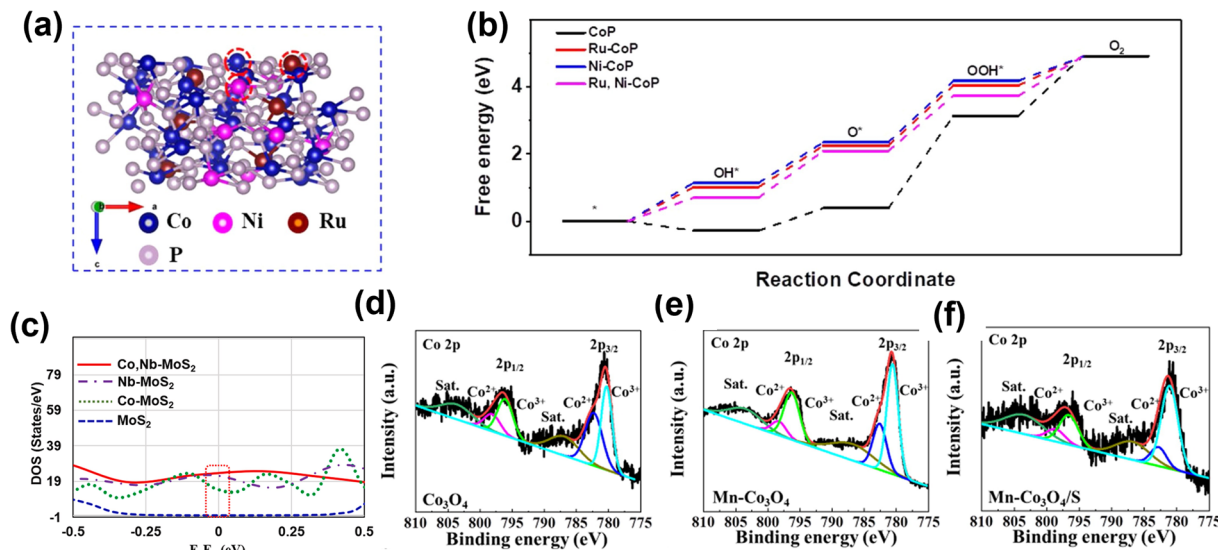 (a)
a
b
c
Co
Ni
Ru
P
(b)
CoP
Ru-CoP
Ni-CoP
Ru, Ni-CoP
Free energy (eV)
4
2
0
*
OH*
O*
OOH*
O₂
Reaction Coordinate
(c)
DOS (States/eV)
Co,Nb-MoS₂
Nb-MoS₂
Co-MoS₂
MoS₂
79
59
39
19
-1
-0.5
-0.25
0
0.25
0.5
(eV)
(d)
Co 2p
2p₁/₂
2p₃/₂
Sat.
Co²⁺
Co³⁺
Sat.
Co²⁺
Co³⁺
Co₃O₄
Intensity (a.u.)
810 805 800 795 790 785 780 775
Binding energy (eV)
(e)
Co 2p
2p₁/₂
2p₃/₂
Sat.
Co²⁺
Co³⁺
Sat.
Co²⁺
Co³⁺
Mn-Co₃O₄
Intensity (a.u.)
810 805 800 795 790 785 780 775
Binding energy (eV)
(f)
Co 2p
2p₁/₂
2p₃/₂
Sat.
Co²⁺
Co³⁺
Sat.
Co²⁺
Co³⁺
Mn-Co₃O₄/S
Intensity (a.u.)
810 805 800 795 790 785 780 775
Binding energy (eV)